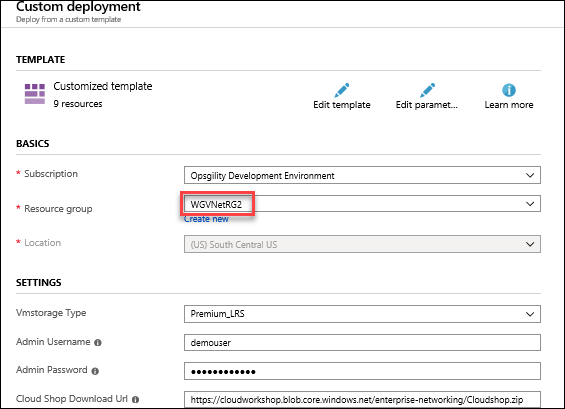 Custom deployment
Deploy from a custom template
TEMPLATE
Customized template
9 resources
Edit template
Edit paramet...
Learn more
BASICS
* Subscription
Opsgility Development Environment
* Resource group
WGVNetRG2
Create new
* Location
(US) South Central US
SETTINGS
Vmstorage Type
Premium_LRS
Admin Username
demouser
Admin Password
••••••••••••
Cloud Shop Download Url
https://cloudworkshop.blob.core.windows.net/enterprise-networking/Cloudshop.zip